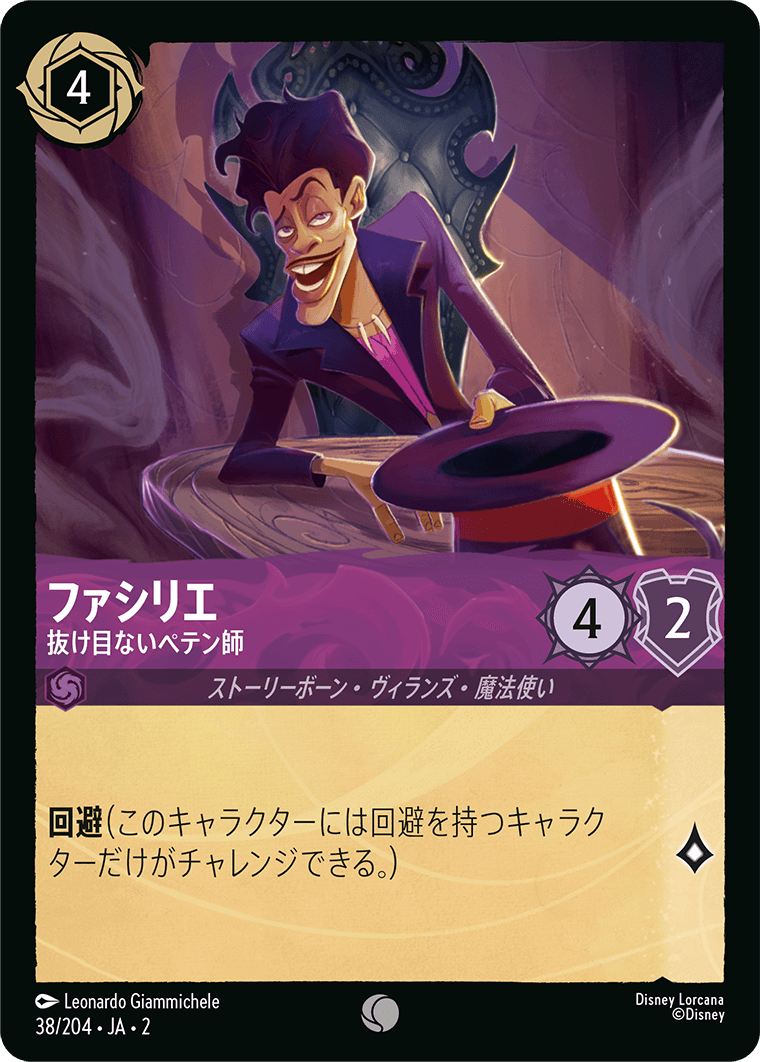 4
ファシリエ
抜け目ないペテン師
4
2
ストーリーボーン・ヴィランズ・魔法使い
回避(このキャラクターには回避を持つキャラク
ターだけがチャレンジできる。)
Leonardo Giammichele
38/204・JA・2
Disney Lorcana
©Disney